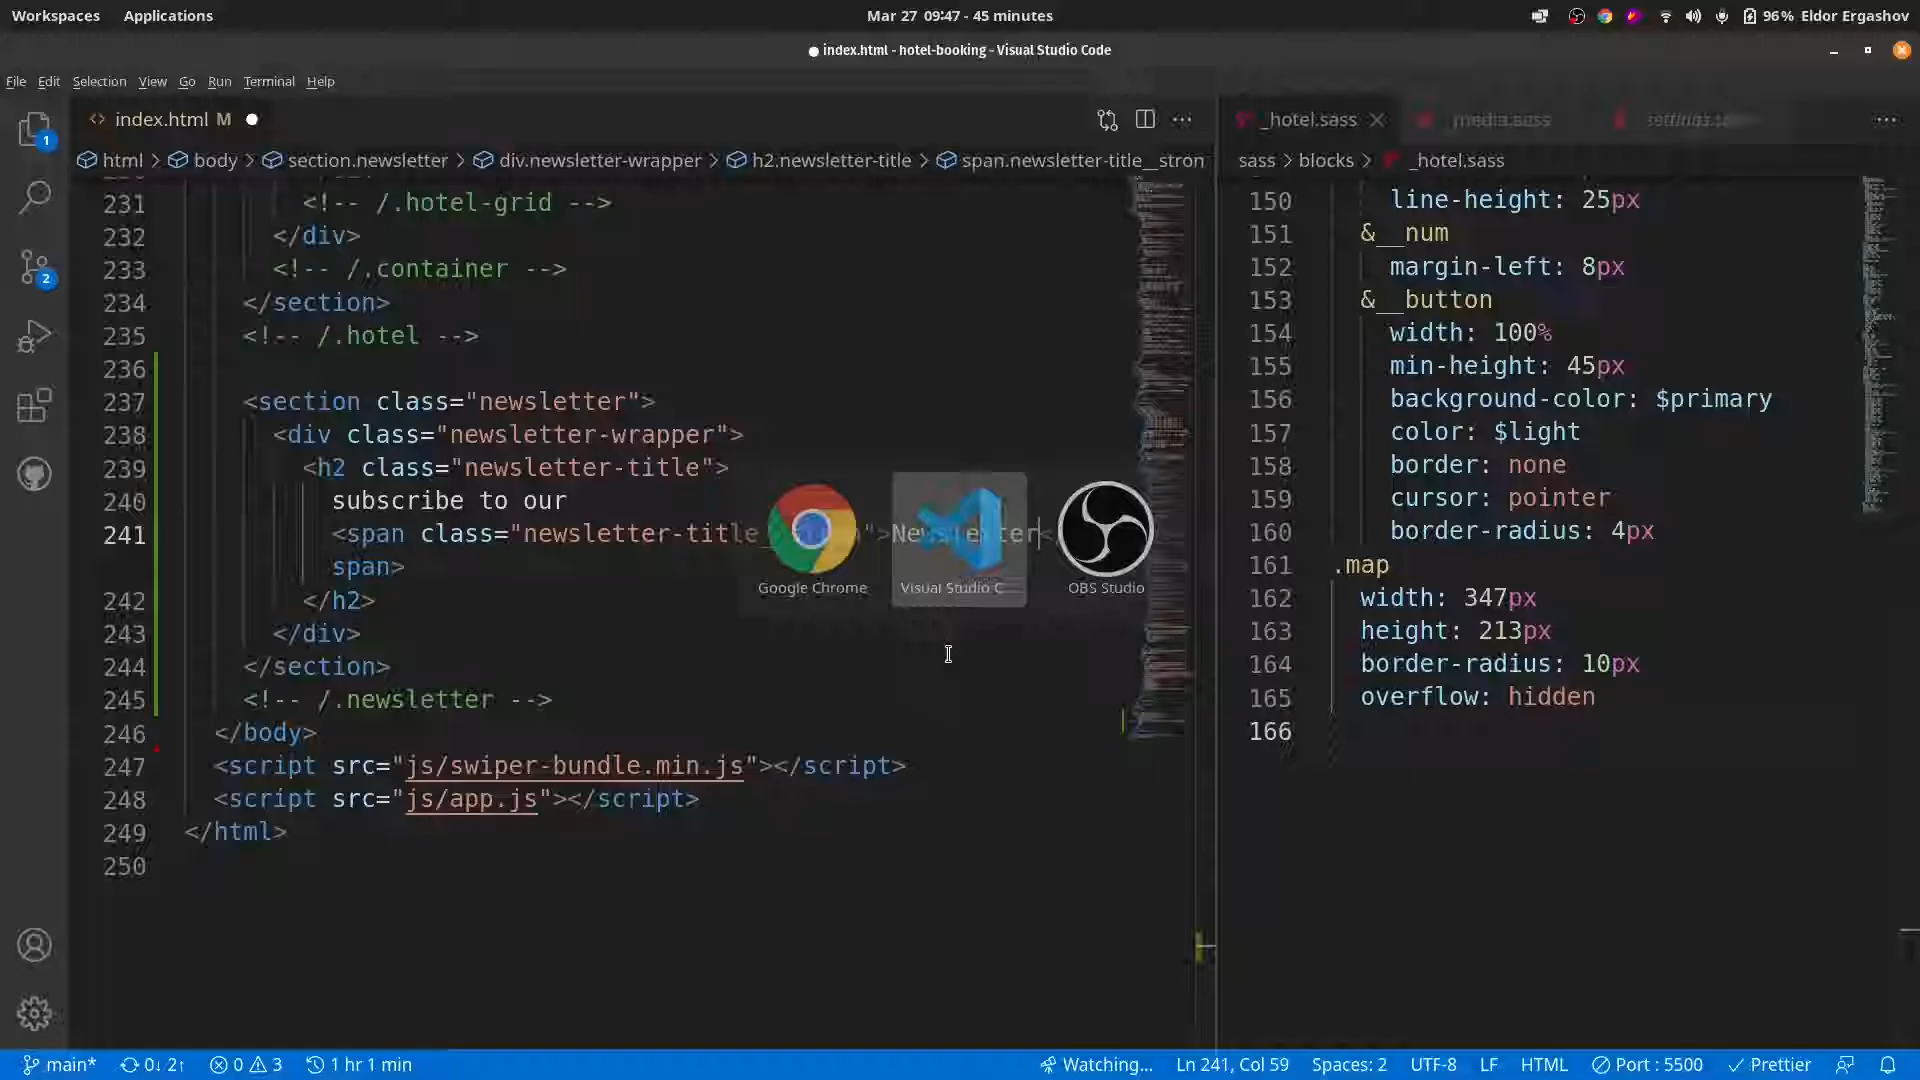 Workspaces Applications Mar 27 09:47 - 45 minutes 96% Eldor Ergashov
● index.html - hotel-booking - Visual Studio Code
File Edit Selection View Go Run Terminal Help
<> index.html M ●
html > body > section.newsletter > div.newsletter-wrapper > h2.newsletter-title > span.newsletter-title__stron
231 <!-- /.hotel-grid -->
232 </div>
233 <!-- /.container -->
234 </section>
235 <!-- /.hotel -->
236
237 <section class="newsletter">
238 <div class="newsletter-wrapper">
239 <h2 class="newsletter-title">
240 subscribe to our
241 <span class="newsletter-title ">Newsletter<
span>
242 </h2>
243 </div>
244 </section>
245 <!-- /.newsletter -->
246 </body>
247 <script src="js/swiper-bundle.min.js"></script>
248 <script src="js/app.js"></script>
249 </html>
250
Google Chrome Visual Studio C OBS Studio
1
2
_hotel.sass _media.sass
sass > blocks > _hotel.sass
150 line-height: 25px
151 &__num
152 margin-left: 8px
153 &__button
154 width: 100%
155 min-height: 45px
156 background-color: $primary
157 color: $light
158 border: none
159 cursor: pointer
160 border-radius: 4px
161 .map
162 width: 347px
163 height: 213px
164 border-radius: 10px
165 overflow: hidden
166
main* 0↓ 2↑ 0 3 1 hr 1 min Watching... Ln 241, Col 59 Spaces: 2 UTF-8 LF HTML Port : 5500 Prettier